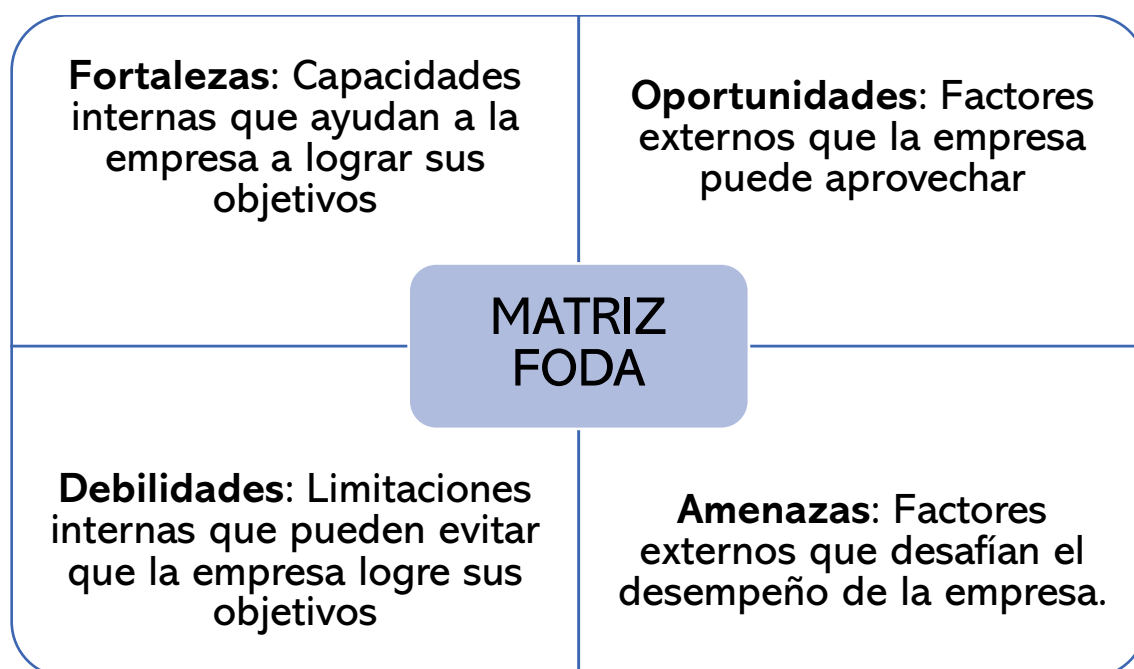 Fortalezas: Capacidades
internas que ayudan a la
empresa a lograr sus
objetivos
Oportunidades: Factores
externos que la empresa
puede aprovechar
MATRIZ
FODA
Debilidades: Limitaciones
internas que pueden evitar
que la empresa logre sus
objetivos
Amenazas: Factores
externos que desafían el
desempeño de la empresa.